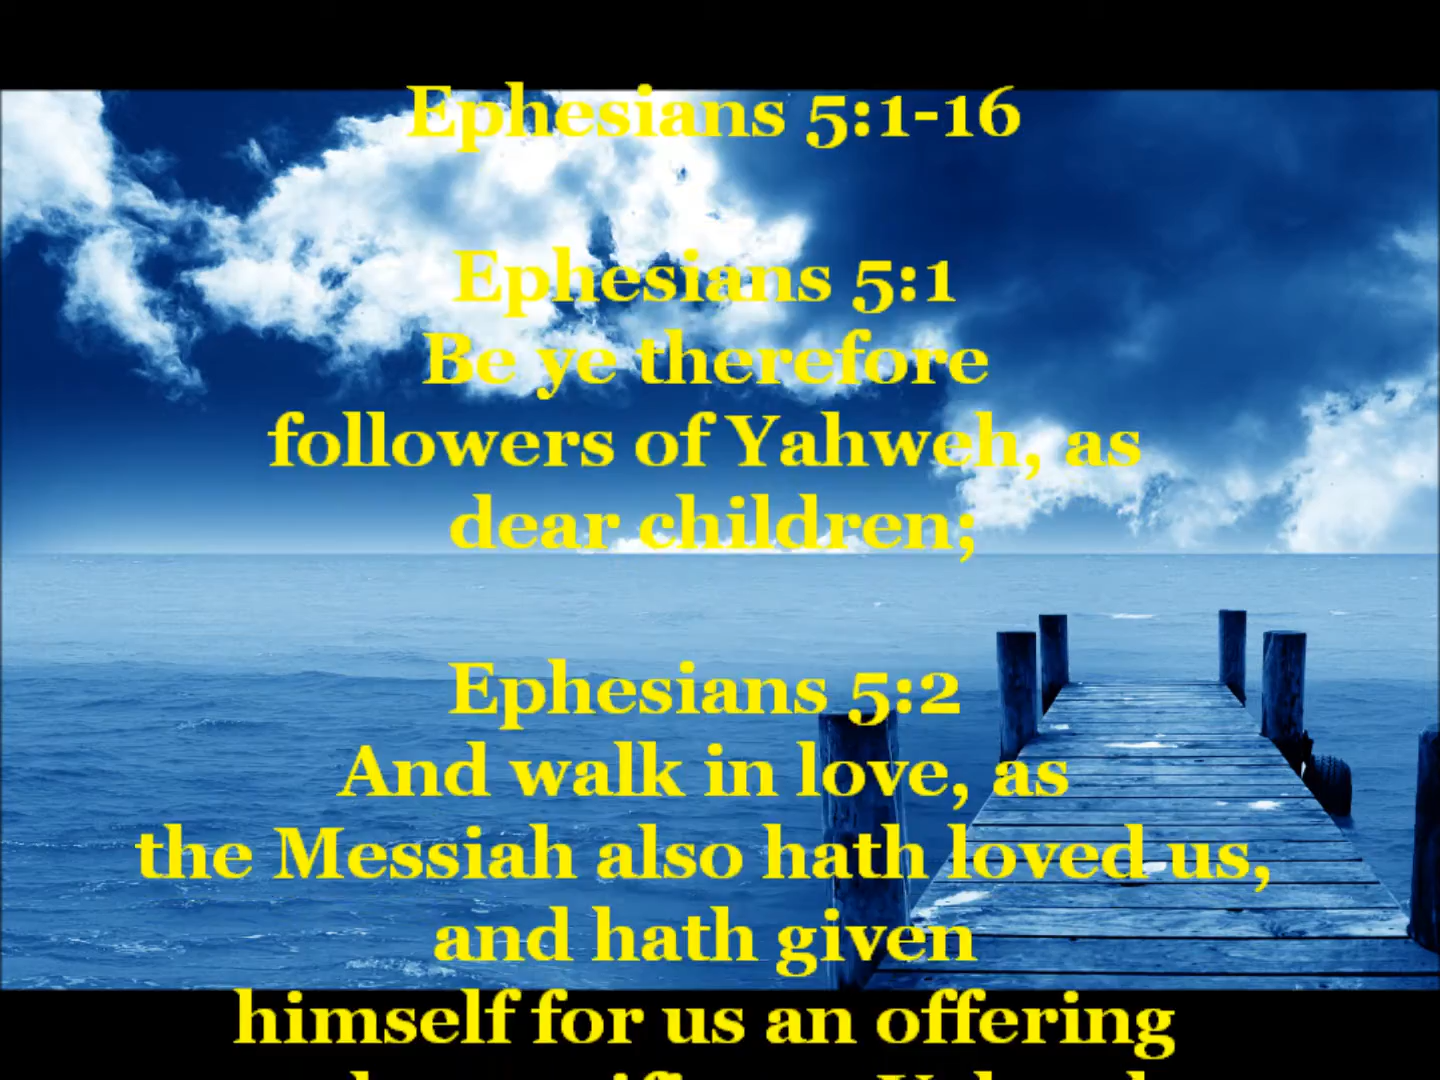 Ephesians 5:1-16
Ephesians 5:1
Be ye therefore
followers of Yahweh, as
dear children;
Ephesians 5:2
And walk in love, as
the Messiah also hath loved us,
and hath given
himself for us an offering